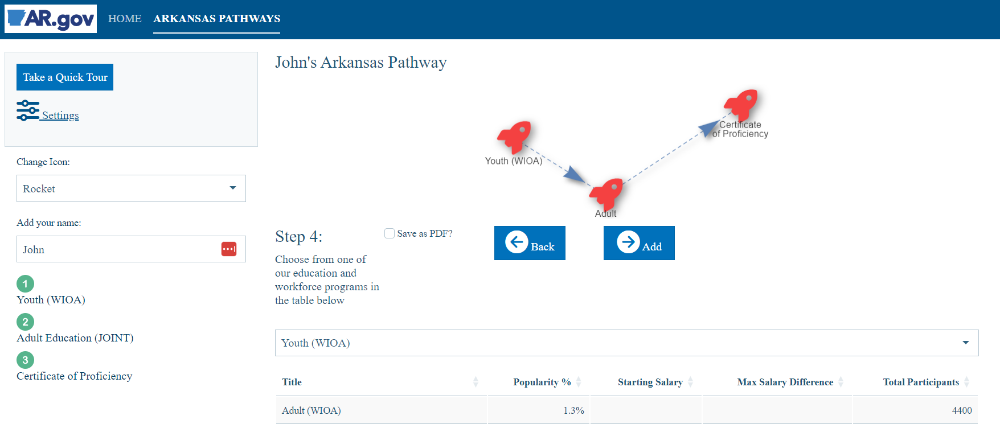 AR.gov
HOME
ARKANSAS PATHWAYS
Take a Quick Tour
Settings
Change Icon:
Rocket
Add your name:
John
1
Youth (WIOA)
2
Adult Education (JOINT)
3
Certificate of Proficiency
John's Arkansas Pathway
Youth (WIOA)
Adult
Certificate
of Proficiency
Step 4:
Save as PDF?
Back
Add
Choose from one of
our education and
workforce programs in
the table below
Youth (WIOA)
Title Popularity % Starting Salary Max Salary Difference Total Participants
Adult (WIOA) 1.3% 4400